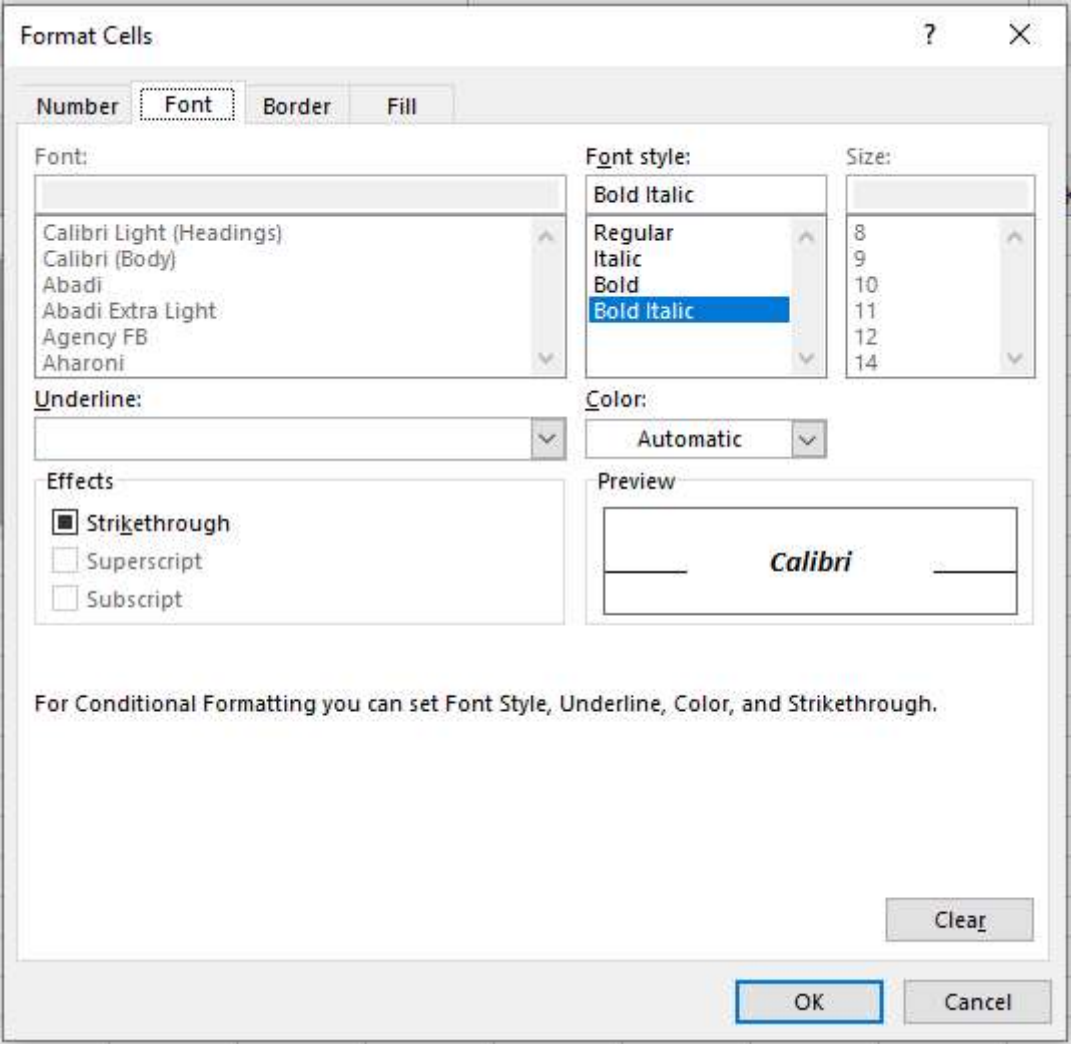 Format Cells ?
Number Font Border Fill
Font: Font style: Size:
Bold Italic
Calibri Light (Headings) Regular 8
Calibri (Body) Italic 9
Abadi Bold 10
Abadi Extra Light Bold Italic 11
Agency FB 12
Aharoni 14
Underline: Color:
Automatic
Effects Preview
Strikethrough
Superscript Calibri
Subscript
For Conditional Formatting you can set Font Style, Underline, Color, and Strikethrough.
Clear
OK Cancel